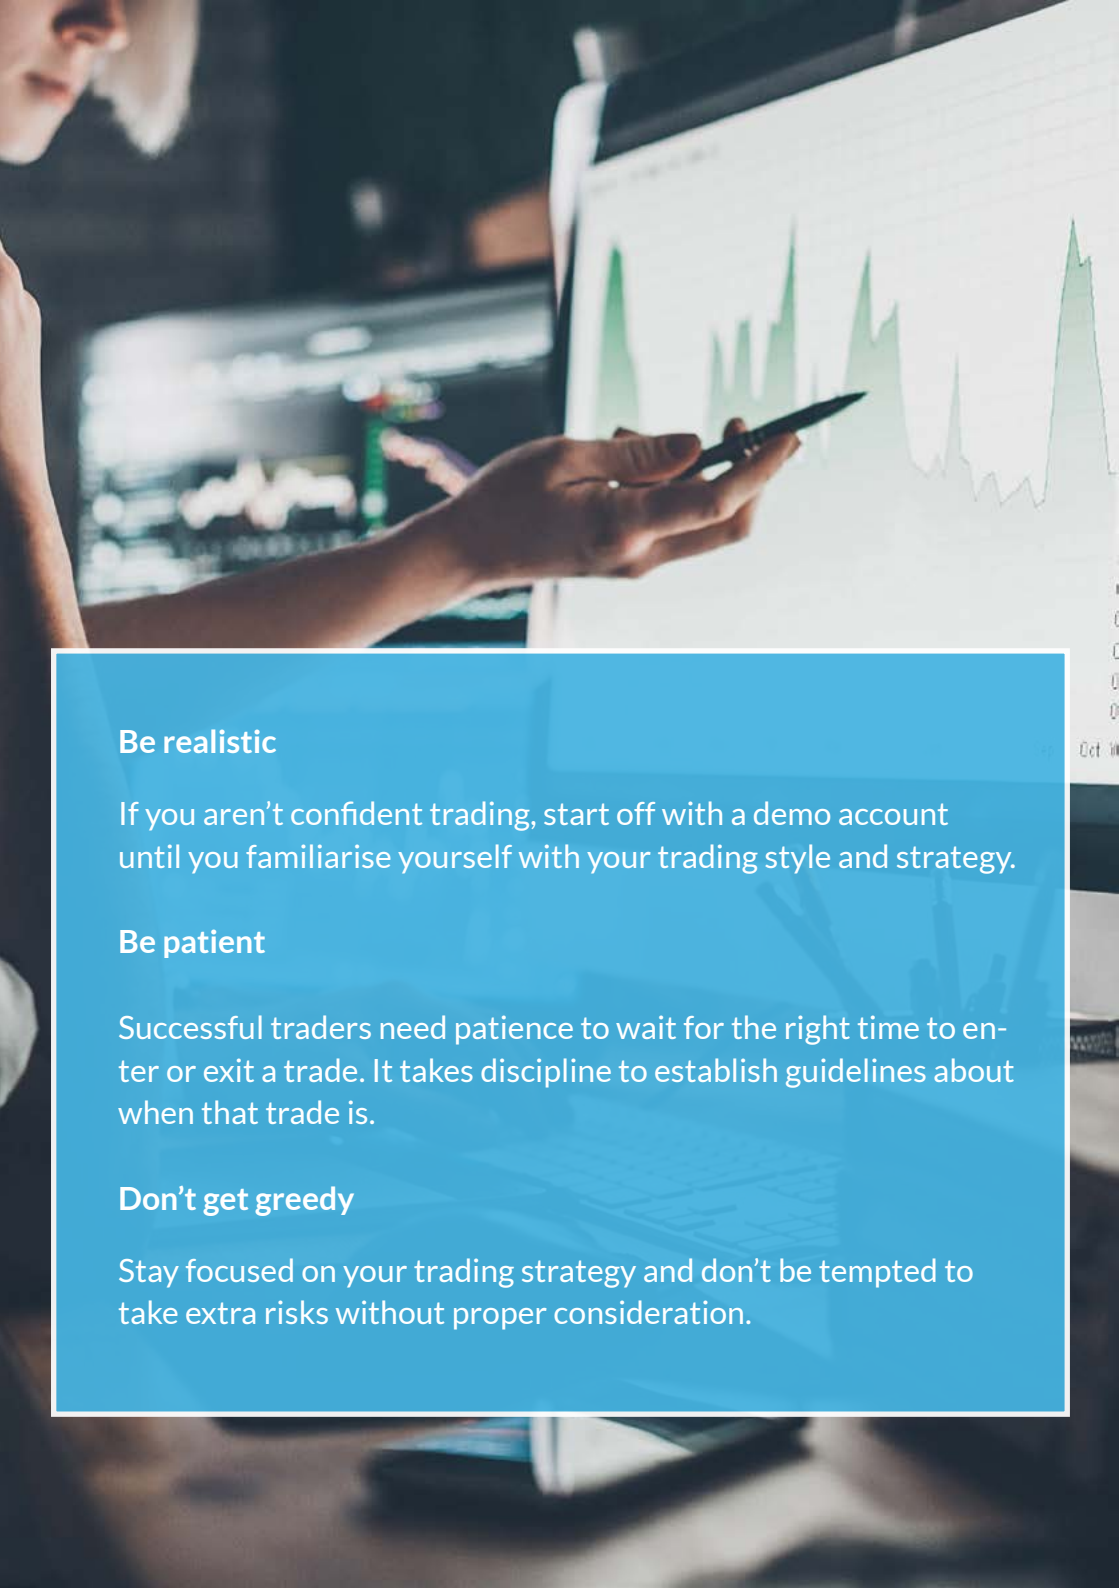 Be realistic
If you aren’t confident trading, start off with a demo account
until you familiarise yourself with your trading style and strategy.
Be patient
Successful traders need patience to wait for the right time to en-
ter or exit a trade. It takes discipline to establish guidelines about
when that trade is.
Don’t get greedy
Stay focused on your trading strategy and don’t be tempted to
take extra risks without proper consideration.
Oct